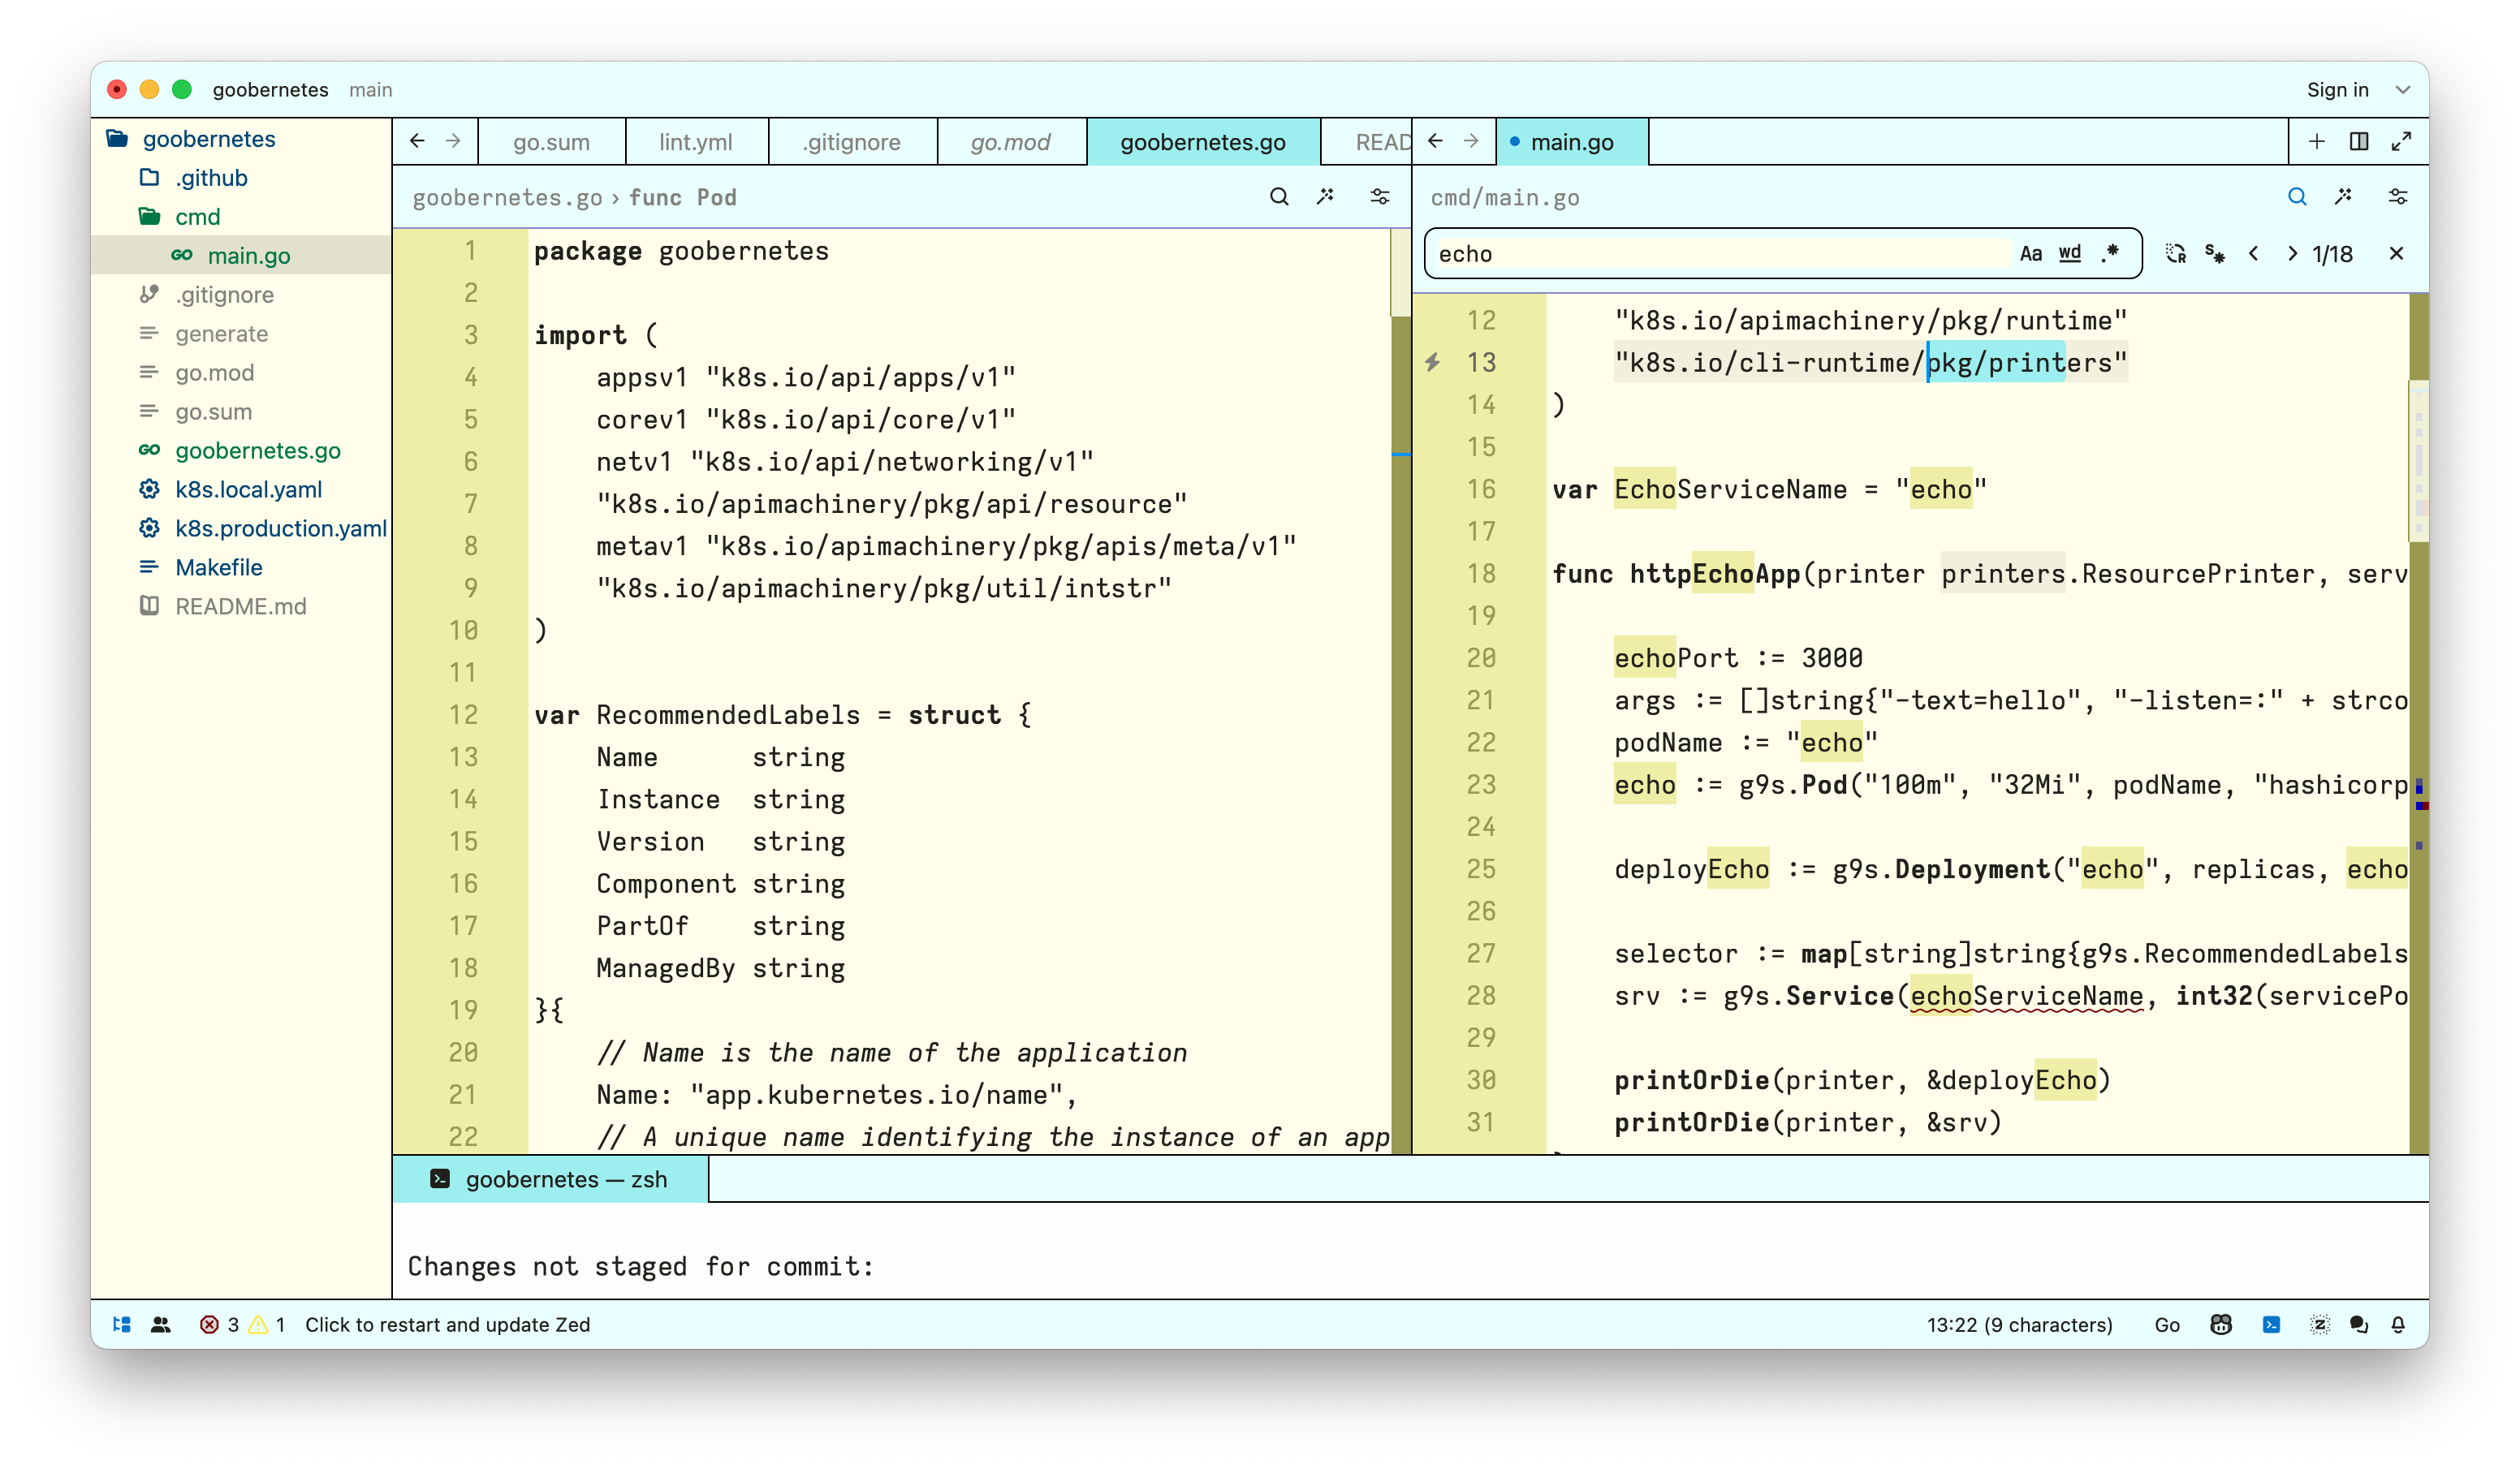 goobernetes main
Sign in
goobernetes
.github
cmd
main.go
.gitignore
generate
go.mod
go.sum
goobernetes.go
k8s.local.yaml
k8s.production.yaml
Makefile
README.md
go.sum
lint.yml
.gitignore
go.mod
goobernetes.go
READ
goobernetes.go › func Pod
1 package goobernetes
2
3 import (
4 appsv1 "k8s.io/api/apps/v1"
5 corev1 "k8s.io/api/core/v1"
6 netv1 "k8s.io/api/networking/v1"
7 "k8s.io/apimachinery/pkg/api/resource"
8 metav1 "k8s.io/apimachinery/pkg/apis/meta/v1"
9 "k8s.io/apimachinery/pkg/util/intstr"
10 )
11
12 var RecommendedLabels = struct {
13 Name string
14 Instance string
15 Version string
16 Component string
17 PartOf string
18 ManagedBy string
19 }{
20 // Name is the name of the application
21 Name: "app.kubernetes.io/name",
22 // A unique name identifying the instance of an app
main.go
cmd/main.go
echo
Aa wd .* 1/18
12 "k8s.io/apimachinery/pkg/runtime"
13 "k8s.io/cli-runtime/pkg/printers"
14 )
15
16 var EchoServiceName = "echo"
17
18 func httpEchoApp(printer printers.ResourcePrinter, serv
19
20 echoPort := 3000
21 args := []string{"-text=hello", "-listen=:" + strco
22 podName := "echo"
23 echo := g9s.Pod("100m", "32Mi", podName, "hashicorp
24
25 deployEcho := g9s.Deployment("echo", replicas, echo
26
27 selector := map[string]string{g9s.RecommendedLabels
28 srv := g9s.Service(echoServiceName, int32(servicePo
29
30 printOrDie(printer, &deployEcho)
31 printOrDie(printer, &srv)
goobernetes — zsh
Changes not staged for commit:
3 1 Click to restart and update Zed
13:22 (9 characters) Go